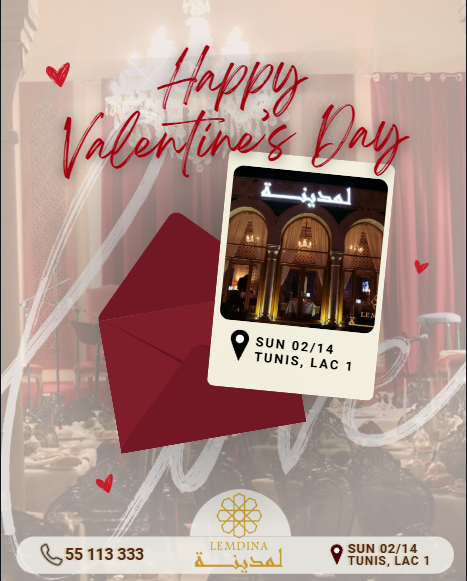 Happy
Valentine's Day
لمدينة
SUN 02/14
TUNIS, LAC 1
Love
LEMDINA
لمدينة
55 113 333
SUN 02/14
TUNIS, LAC 1